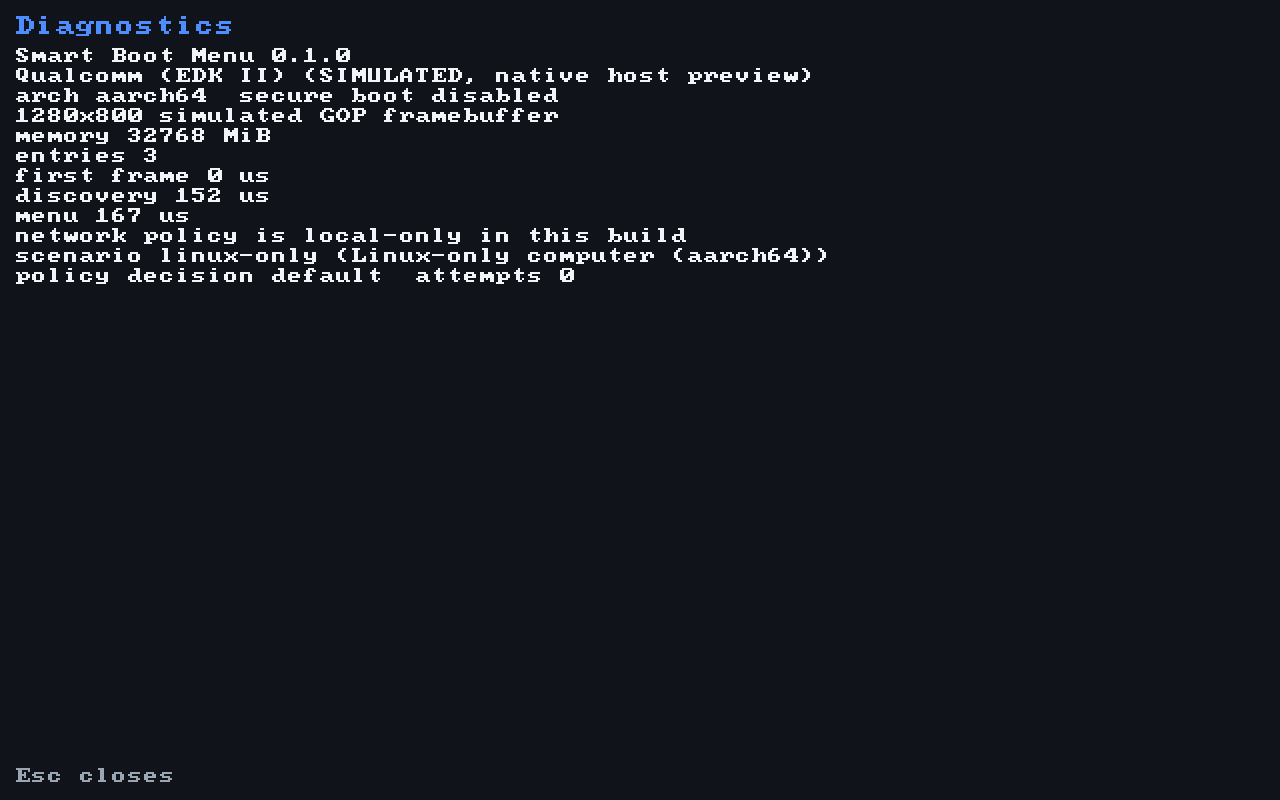 Diagnostics
Smart Boot Menu 0.1.0
Qualcomm (EDK II) (SIMULATED, native host preview)
arch aarch64  secure boot disabled
1280x800 simulated GOP framebuffer
memory 32768 MiB
entries 3
first frame 0 us
discovery 152 us
menu 167 us
network policy is local-only in this build
scenario linux-only (Linux-only computer (aarch64))
policy decision default  attempts 0
Esc closes